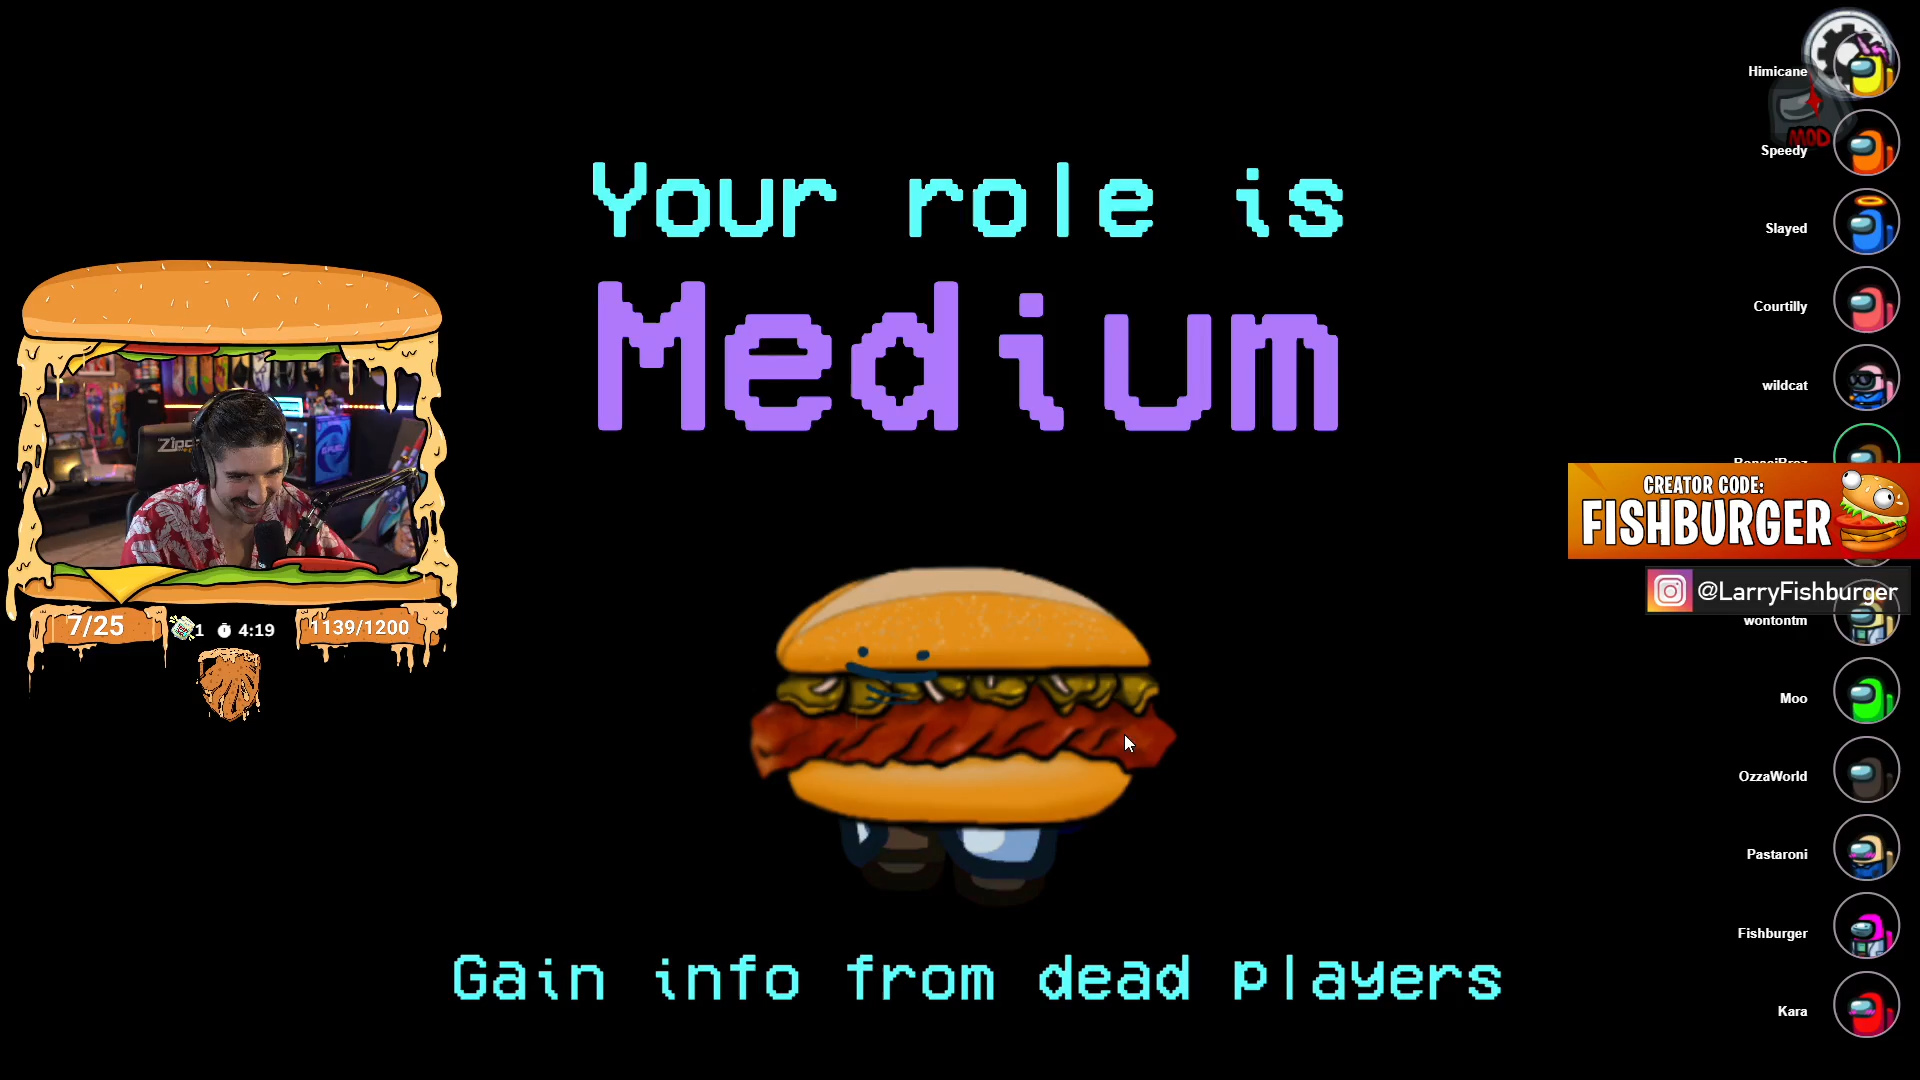 Your role is
Medium
Gain info from dead players
7/25
1
4:19
1139/1200
Himicane
MOD
Speedy
Slayed
Courtilly
wildcat
CREATOR CODE:
FISHBURGER
@LarryFishburger
wontontm
Moo
OzzaWorld
Pastaroni
Fishburger
Kara